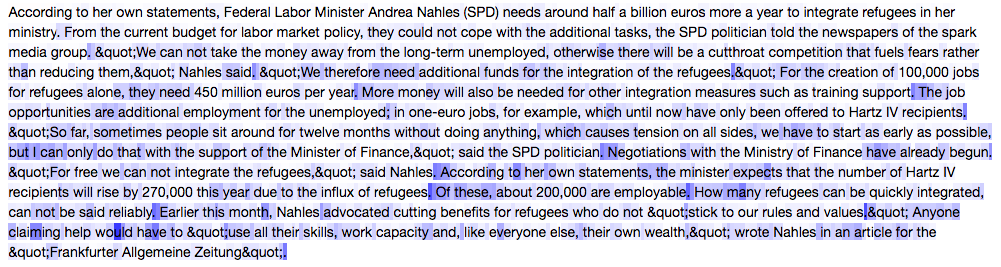 According to her own statements, Federal Labor Minister Andrea Nahles (SPD) needs around half a billion euros more a year to integrate refugees in her
ministry. From the current budget for labor market policy, they could not cope with the additional tasks, the SPD politician told the newspapers of the spark
media group. &quot;We can not take the money away from the long-term unemployed, otherwise there will be a cutthroat competition that fuels fears rather
than reducing them,&quot; Nahles said. &quot;We therefore need additional funds for the integration of the refugees.&quot; For the creation of 100,000 jobs
for refugees alone, they need 450 million euros per year. More money will also be needed for other integration measures such as training support. The job
opportunities are additional employment for the unemployed; in one-euro jobs, for example, which until now have only been offered to Hartz IV recipients.
&quot;So far, sometimes people sit around for twelve months without doing anything, which causes tension on all sides, we have to start as early as possible,
but I can only do that with the support of the Minister of Finance,&quot; said the SPD politician. Negotiations with the Ministry of Finance have already begun.
&quot;For free we can not integrate the refugees,&quot; said Nahles. According to her own statements, the minister expects that the number of Hartz IV
recipients will rise by 270,000 this year due to the influx of refugees. Of these, about 200,000 are employable. How many refugees can be quickly integrated,
can not be said reliably. Earlier this month, Nahles advocated cutting benefits for refugees who do not &quot;stick to our rules and values.&quot; Anyone
claiming help would have to &quot;use all their skills, work capacity and, like everyone else, their own wealth,&quot; wrote Nahles in an article for the
&quot;Frankfurter Allgemeine Zeitung&quot;.